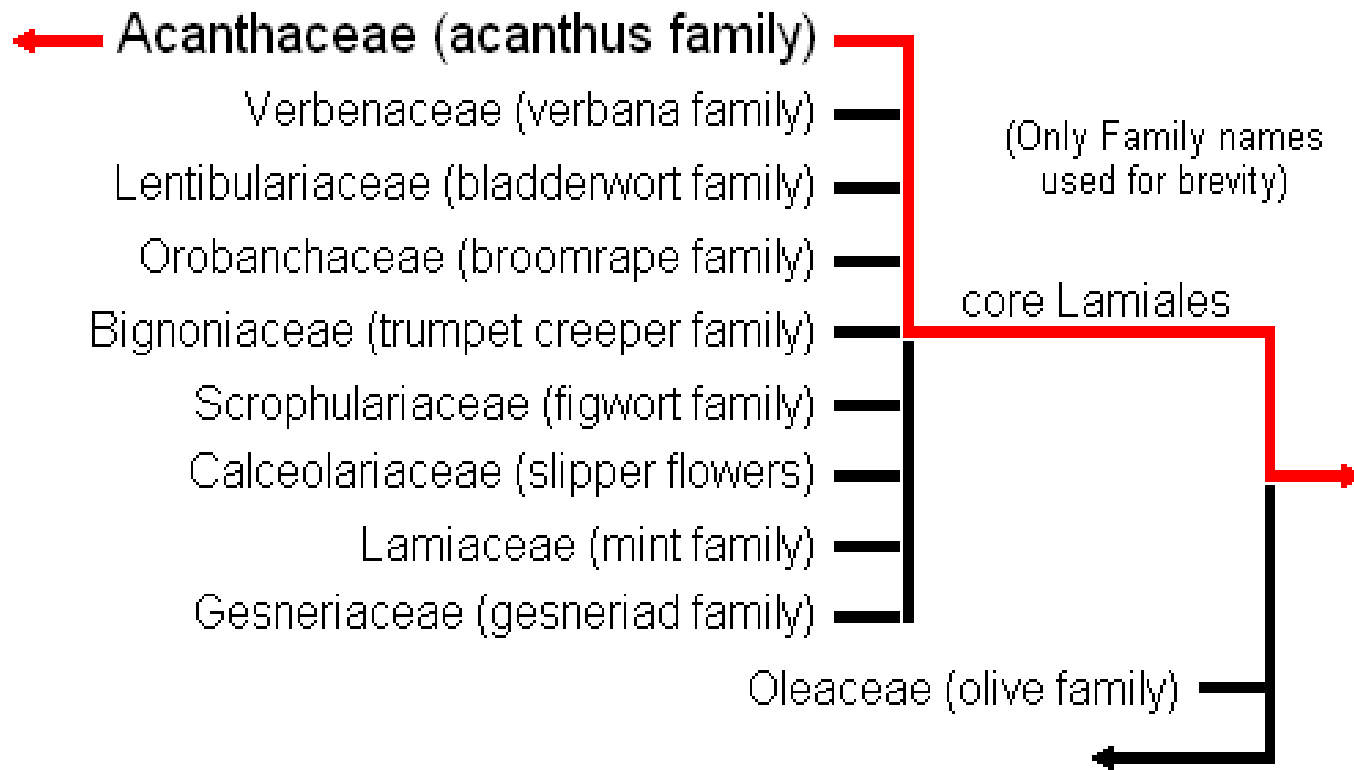 Acanthaceae (acanthus family)
Verbenaceae (verbana family)
(Only Family names
used for brevity)
Lentibulariaceae (bladderwort family)
Orobanchaceae (broomrape family)
core Lamiales
Bignoniaceae (trumpet creeper family)
Scrophulariaceae (figwort family)
Calceolariaceae (slipper flowers)
Lamiaceae (mint family)
Gesneriaceae (gesneriad family)
Oleaceae (olive family)